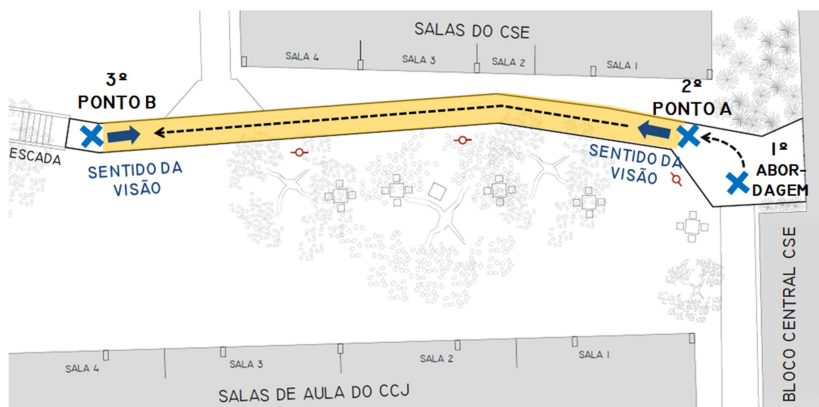 SALAS DO CSE
SALA 4
SALA 3
SALA 2
SALA 1
3º
PONTO B
2º
PONTO A
1º
ABOR-
DAGEM
ESCADA
SENTIDO DA
VISÃO
SENTIDO DA
VISÃO
BLOCO CENTRAL CSE
SALA 4
SALA 3
SALA 2
SALA 1
SALAS DE AULA DO CCJ